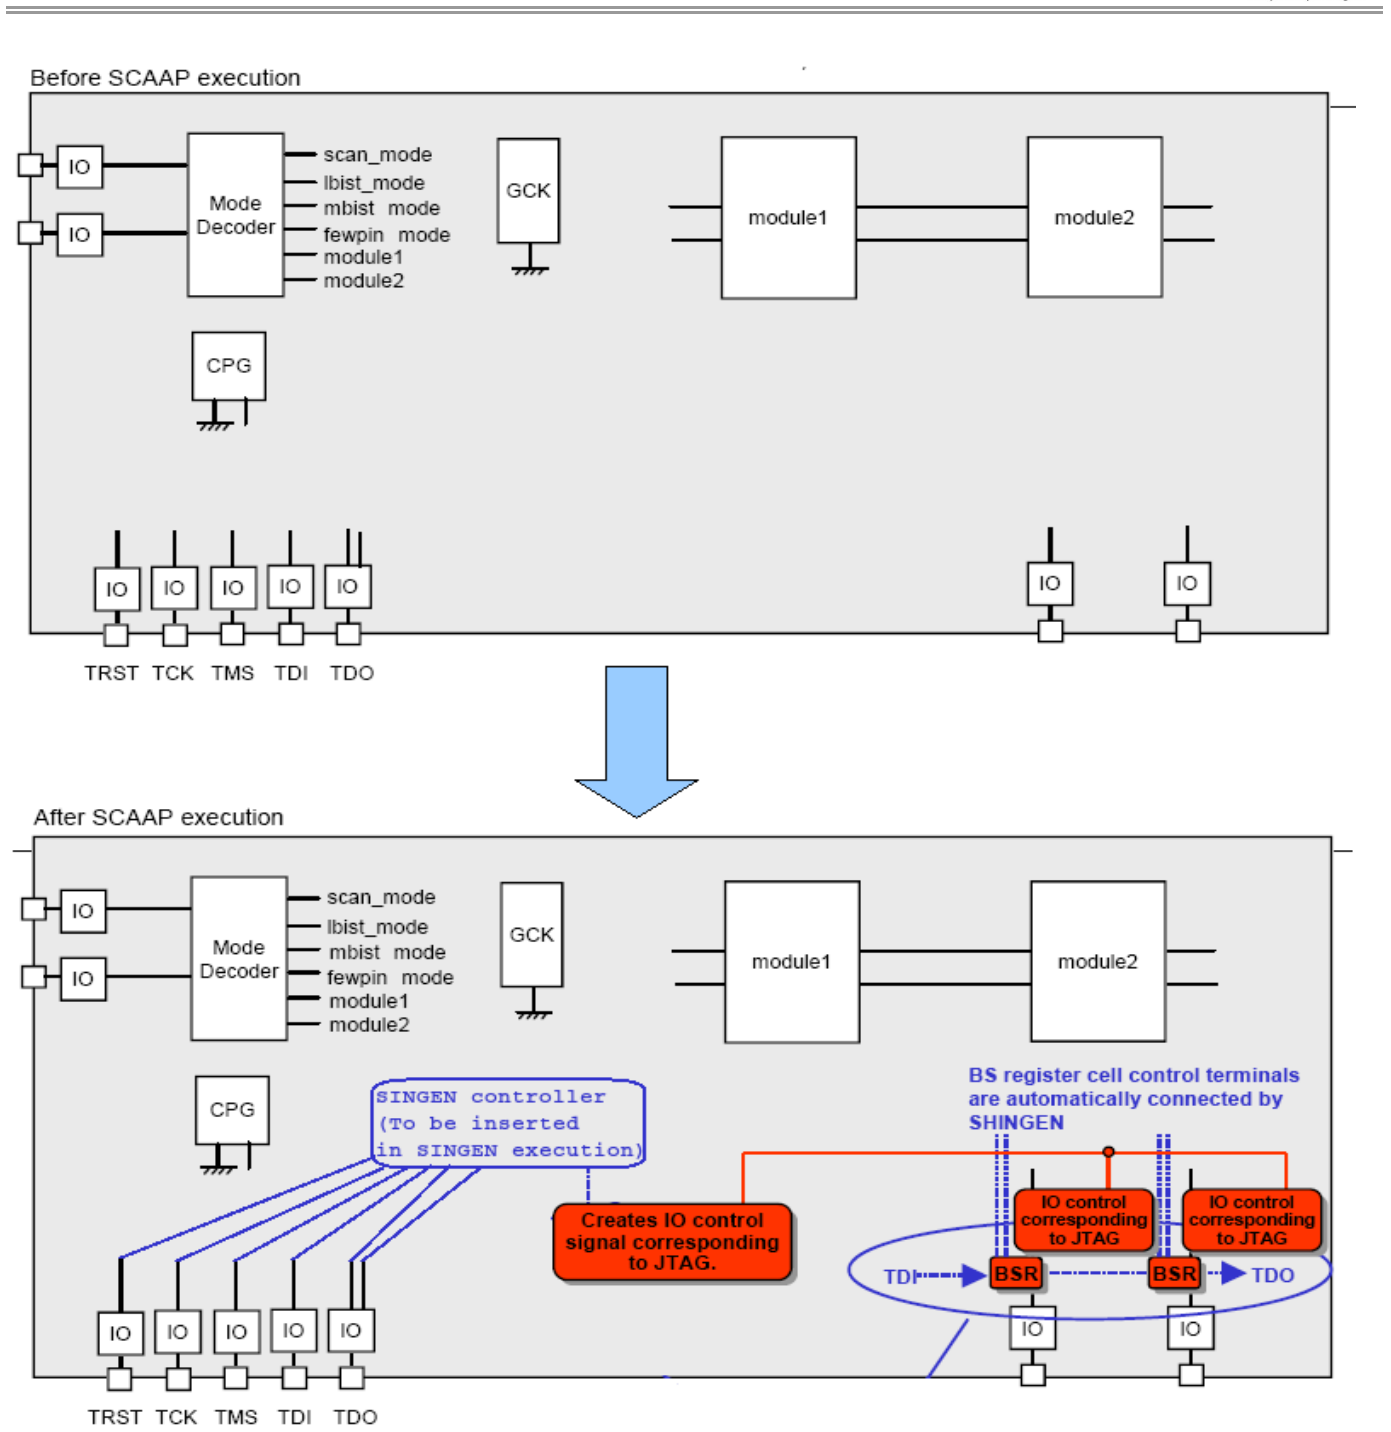 Before SCAAP execution
IO
IO
Mode
Decoder
scan_mode
lbist_mode
mbist mode
fewpin mode
module1
module2
GCK
module1
module2
CPG
IO
IO
IO
IO
IO
IO
IO
TRST TCK TMS TDI TDO
After SCAAP execution
IO
IO
Mode
Decoder
scan_mode
lbist_mode
mbist mode
fewpin mode
module1
module2
GCK
module1
module2
CPG
SINGEN controller
(To be inserted
in SINGEN execution)
BS register cell control terminals
are automatically connected by
SHINGEN
Creates IO control
signal corresponding
to JTAG.
IO control
corresponding
to JTAG
IO control
corresponding
to JTAG
TDI
BSR
BSR
TDO
IO
IO
IO
IO
IO
IO
IO
TRST TCK TMS TDI TDO